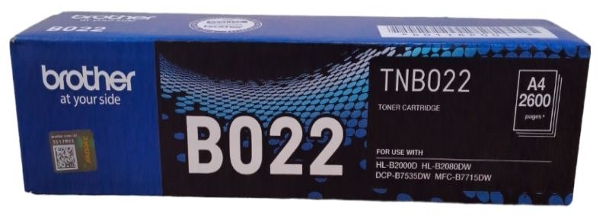 B022
brother
at your side
B022
TNB022
TONER CARTRIDGE
A4
2600
pages*
FOR USE WITH
HL-B2000D HL-B2080DW
DCP-B7535DW MFC-B7715DW